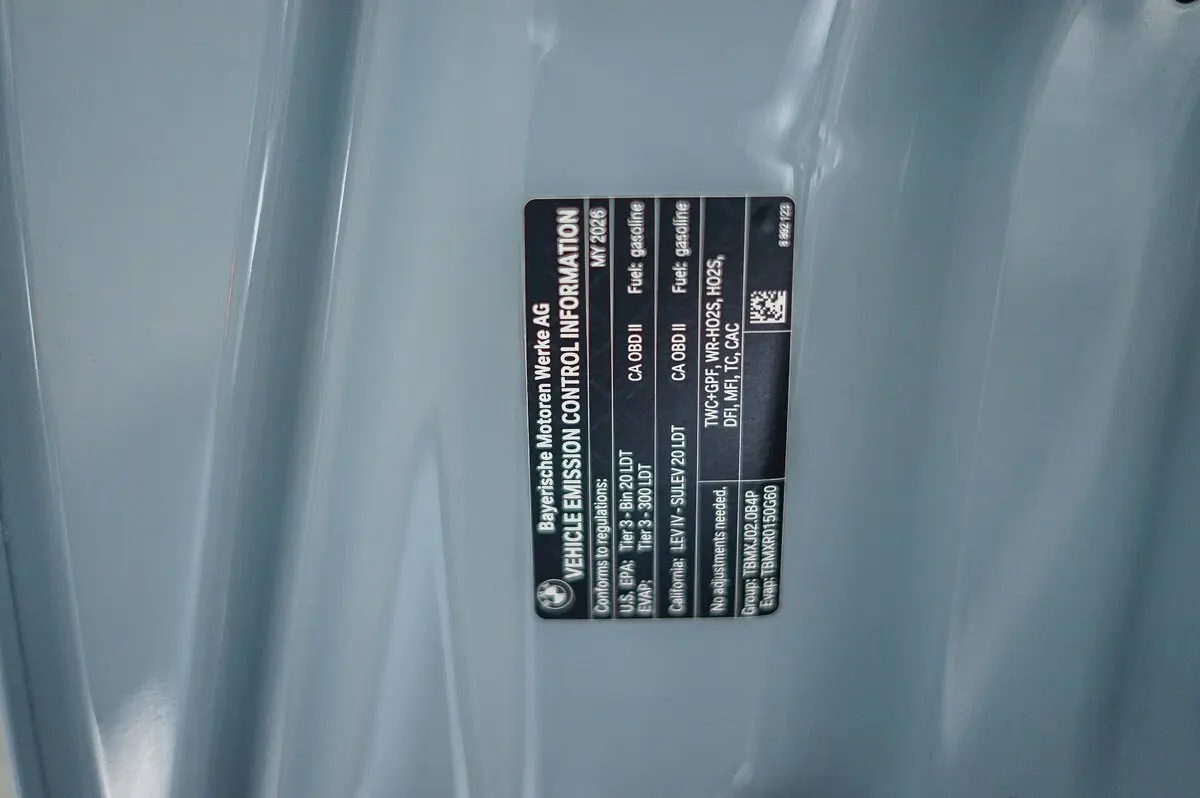 Bayerische Motoren Werke AG
VEHICLE EMISSION CONTROL INFORMATION
Conforms to regulations: MY 2026
U.S. EPA: Tier 3 - Bin 20 LDT CA OBD II Fuel: gasoline
EVAP: Tier 3 - 300 LDT
California: LEV IV - SULEV 20 LDT CA OBD II Fuel: gasoline
No adjustments needed. TWC+GPF, WR-HO2S, HO2S,
DFI, MFI, TC, CAC
Group: TBMXJ02.0B4P
Evap: TBMXR0150G60